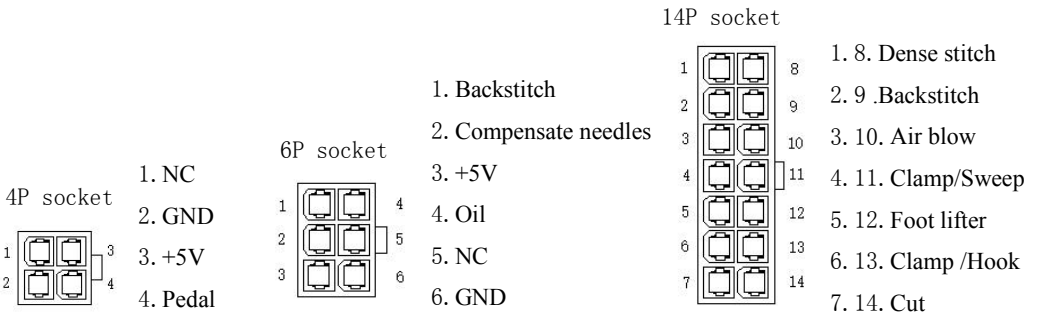 4P socket
1 3
2 4
1. NC
2. GND
3. +5V
4. Pedal
6P socket
1 4
2 5
3 6
1. Backstitch
2. Compensate needles
3. +5V
4. Oil
5. NC
6. GND
14P socket
1 8
2 9
3 10
4 11
5 12
6 13
7 14
1. 8. Dense stitch
2. 9 .Backstitch
3. 10. Air blow
4. 11. Clamp/Sweep
5. 12. Foot lifter
6. 13. Clamp /Hook
7. 14. Cut